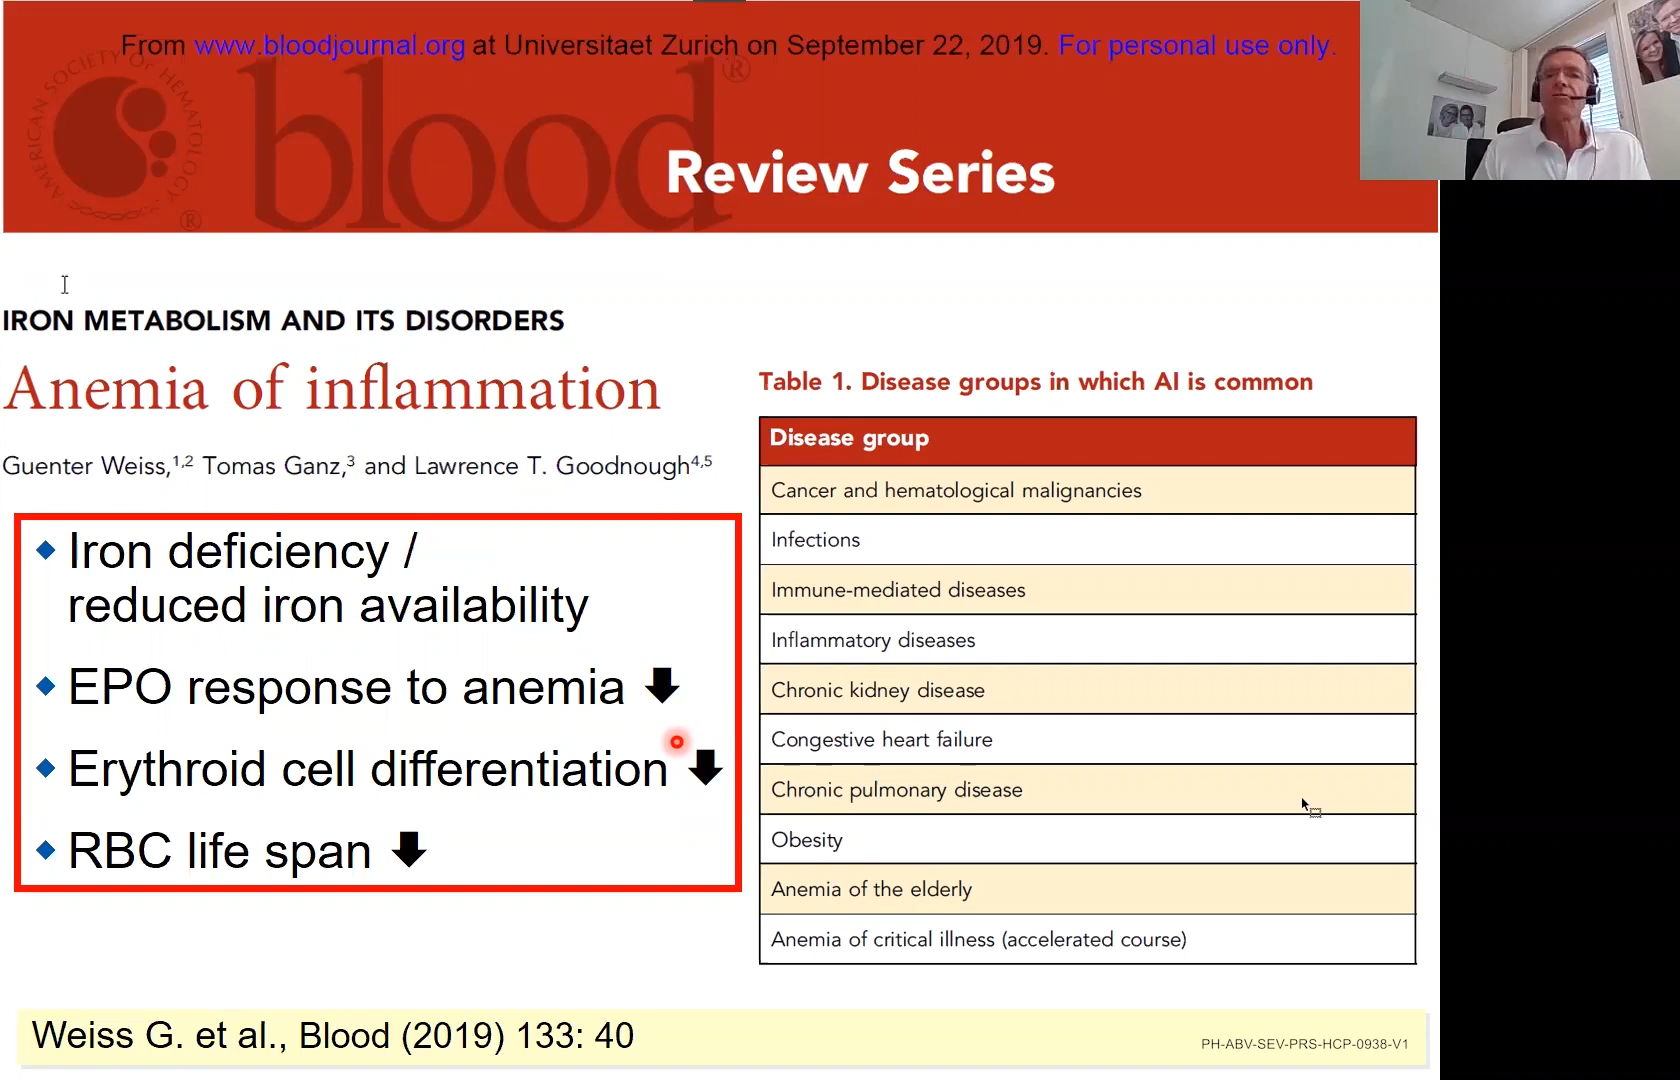 From www.bloodjournal.org at Universitaet Zurich on September 22, 2019. For personal use only.
AMERICAN SOCIETY OF HEMATOLOGY
®
blood®
Review Series
IRON METABOLISM AND ITS DISORDERS
Anemia of inflammation
Guenter Weiss,1,2 Tomas Ganz,3 and Lawrence T. Goodnough4,5
Iron deficiency /
reduced iron availability
EPO response to anemia
Erythroid cell differentiation
RBC life span
Table 1. Disease groups in which AI is common
Disease group
Cancer and hematological malignancies
Infections
Immune-mediated diseases
Inflammatory diseases
Chronic kidney disease
Congestive heart failure
Chronic pulmonary disease
Obesity
Anemia of the elderly
Anemia of critical illness (accelerated course)
Weiss G. et al., Blood (2019) 133: 40
PH-ABV-SEV-PRS-HCP-0938-V1